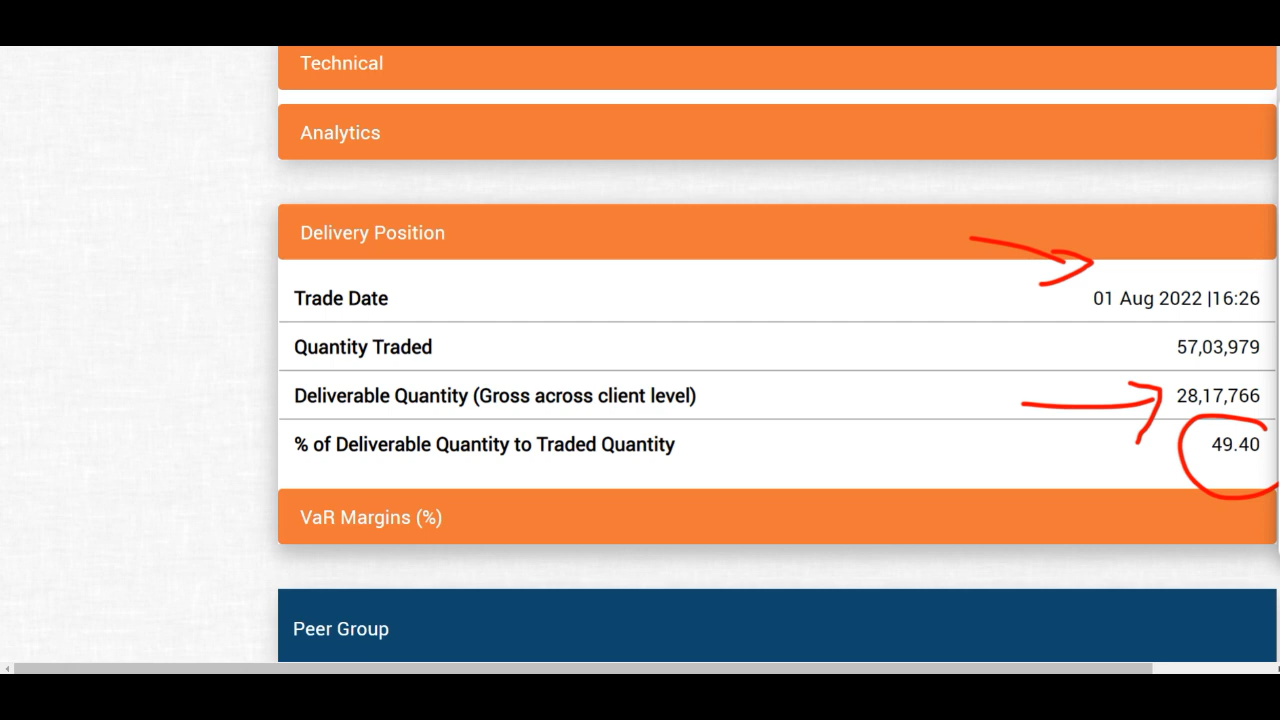 Technical
Analytics
Delivery Position
Trade Date 01 Aug 2022 |16:26
Quantity Traded 57,03,979
Deliverable Quantity (Gross across client level) 28,17,766
% of Deliverable Quantity to Traded Quantity 49.40
VaR Margins (%)
Peer Group